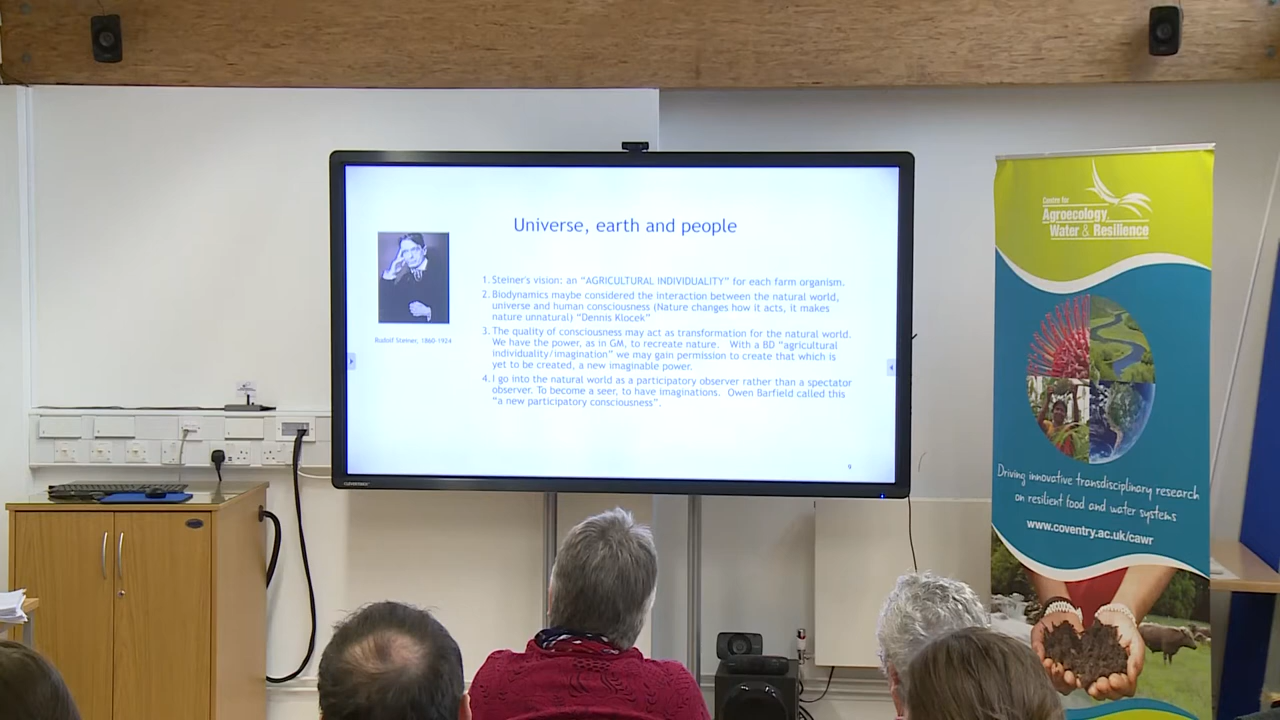 Universe, earth and people
Rudolf Steiner, 1860-1924
1. Steiner's vision: an "AGRICULTURAL INDIVIDUALITY" for each farm organism.
2. Biodynamics maybe considered the interaction between the natural world,
universe and human consciousness (Nature changes how it acts, it makes
nature unnatural) "Dennis Klocek"
3. The quality of consciousness may act as transformation for the natural world.
We have the power, as in GM, to recreate nature. With a BD "agricultural
individuality/imagination" we may gain permission to create that which is
yet to be created, a new imaginable power.
4. I go into the natural world as a participatory observer rather than a spectator
observer. To become a seer, to have imaginations. Owen Barfield called this
"a new participatory consciousness".
9
CLEVERTOUCH
Centre for
Agroecology,
Water & Resilience
Driving innovative transdisciplinary research
on resilient food and water systems
www.coventry.ac.uk/cawr